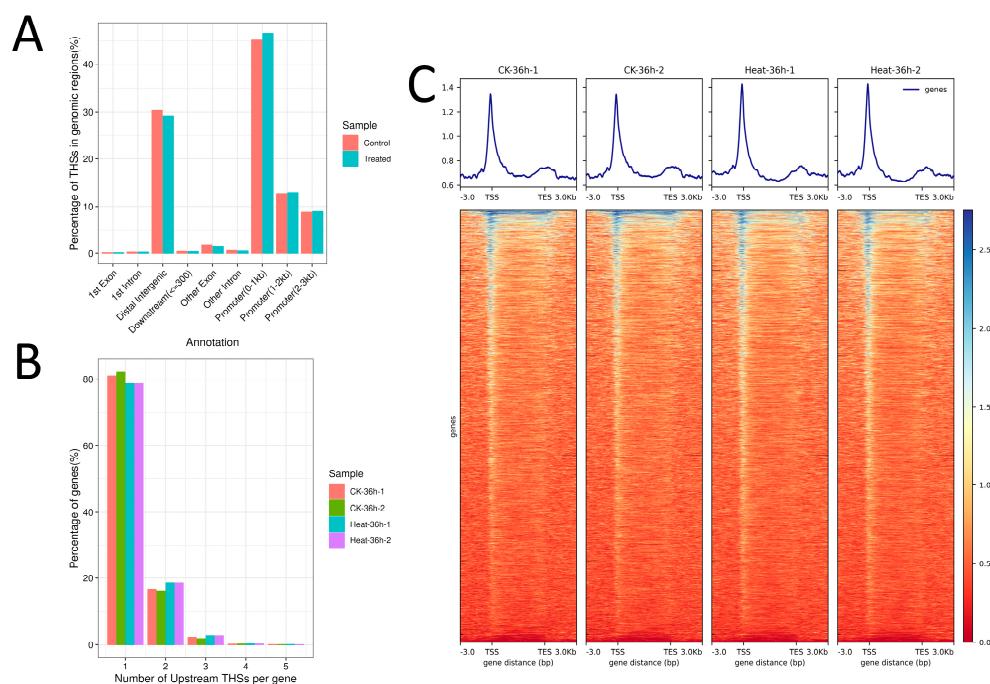 A
Percentage of THSs in genomic regions(%)
40
30
20
10
0
1st Exon
1st Intron
Distal Intergenic
Downstream(<=300)
Other Exon
Other Intron
Promoter(0-1kb)
Promoter(1-2kb)
Promoter(2-3kb)
Annotation
Sample
Control
Treated
B
Percentage of genes(%)
80
60
40
20
0
1 2 3 4 5
Number of Upstream THSs per gene
Sample
CK-36h-1
CK-36h-2
Heat-36h-1
Heat-36h-2
C
CK-36h-1 CK-36h-2 Heat-36h-1 Heat-36h-2
genes
1.4
1.2
1.0
0.8
0.6
-3.0 TSS TES 3.0Kb -3.0 TSS TES 3.0Kb -3.0 TSS TES 3.0Kb -3.0 TSS TES 3.0Kb
genes
2.5
2.0
1.5
1.0
0.5
0.0
-3.0 TSS TES 3.0Kb -3.0 TSS TES 3.0Kb -3.0 TSS TES 3.0Kb -3.0 TSS TES 3.0Kb
gene distance (bp) gene distance (bp) gene distance (bp) gene distance (bp)